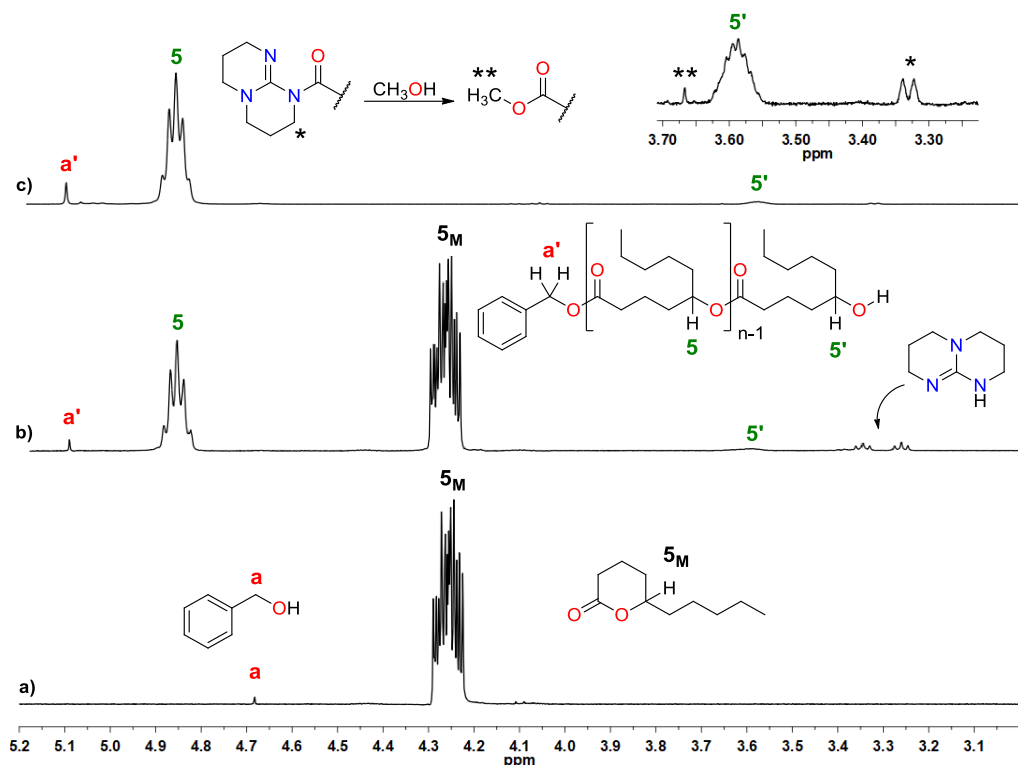 5
N
N
N
O
*
CH₃OH
**
H₃C
O
O
**
5'
*
3.70 3.60 3.50 3.40 3.30
ppm
a'
c)
5'
5M
a'
H H
O
O
O
n-1
O
H
O
H
H
5
5'
N
N
N
H
5
a'
b)
5'
5M
a
OH
a
5M
H
O
O
a)
5.2 5.1 5.0 4.9 4.8 4.7 4.6 4.5 4.4 4.3 4.2 4.1 4.0 3.9 3.8 3.7 3.6 3.5 3.4 3.3 3.2 3.1
ppm